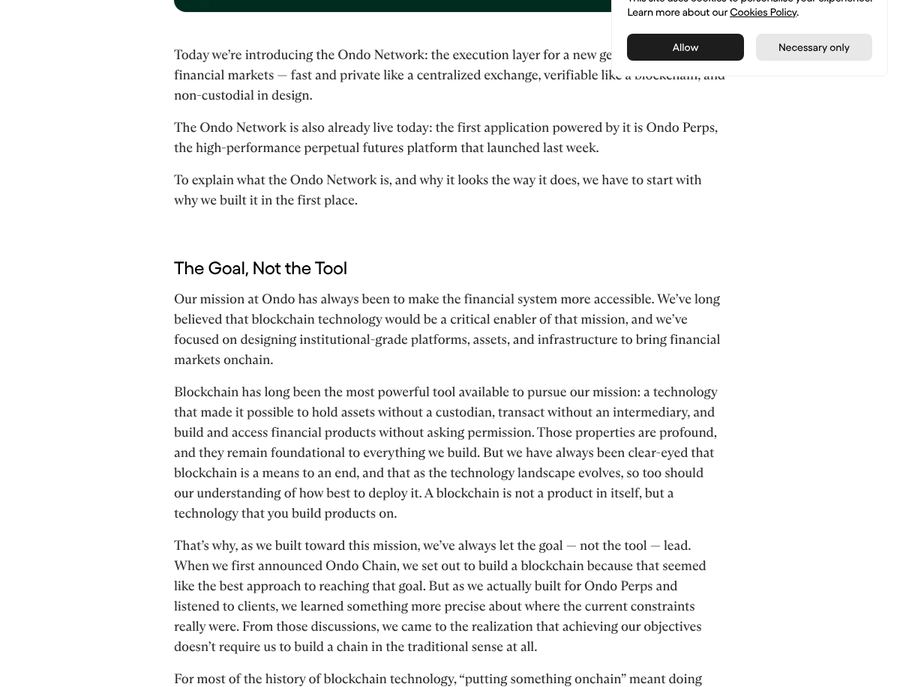 This site uses cookies to personalise your experience.
Learn more about our Cookies Policy.
Allow
Necessary only
Today we're introducing the Ondo Network: the execution layer for a new ge
financial markets — fast and private like a centralized exchange, verifiable like a blockchain, and
non-custodial in design.
The Ondo Network is also already live today: the first application powered by it is Ondo Perps,
the high-performance perpetual futures platform that launched last week.
To explain what the Ondo Network is, and why it looks the way it does, we have to start with
why we built it in the first place.
The Goal, Not the Tool
Our mission at Ondo has always been to make the financial system more accessible. We've long
believed that blockchain technology would be a critical enabler of that mission, and we've
focused on designing institutional-grade platforms, assets, and infrastructure to bring financial
markets onchain.
Blockchain has long been the most powerful tool available to pursue our mission: a technology
that made it possible to hold assets without a custodian, transact without an intermediary, and
build and access financial products without asking permission. Those properties are profound,
and they remain foundational to everything we build. But we have always been clear-eyed that
blockchain is a means to an end, and that as the technology landscape evolves, so too should
our understanding of how best to deploy it. A blockchain is not a product in itself, but a
technology that you build products on.
That's why, as we built toward this mission, we've always let the goal — not the tool — lead.
When we first announced Ondo Chain, we set out to build a blockchain because that seemed
like the best approach to reaching that goal. But as we actually built for Ondo Perps and
listened to clients, we learned something more precise about where the current constraints
really were. From those discussions, we came to the realization that achieving our objectives
doesn't require us to build a chain in the traditional sense at all.
For most of the history of blockchain technology, “putting something onchain” meant doing